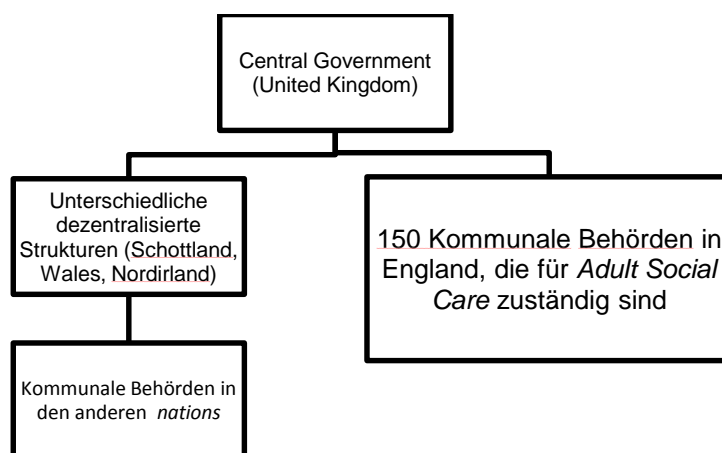 Central Government
(United Kingdom)
Unterschiedliche
dezentralisierte
Strukturen (Schottland,
Wales, Nordirland)
150 Kommunale Behörden in
England, die für Adult Social
Care zuständig sind
Kommunale Behörden in
den anderen nations